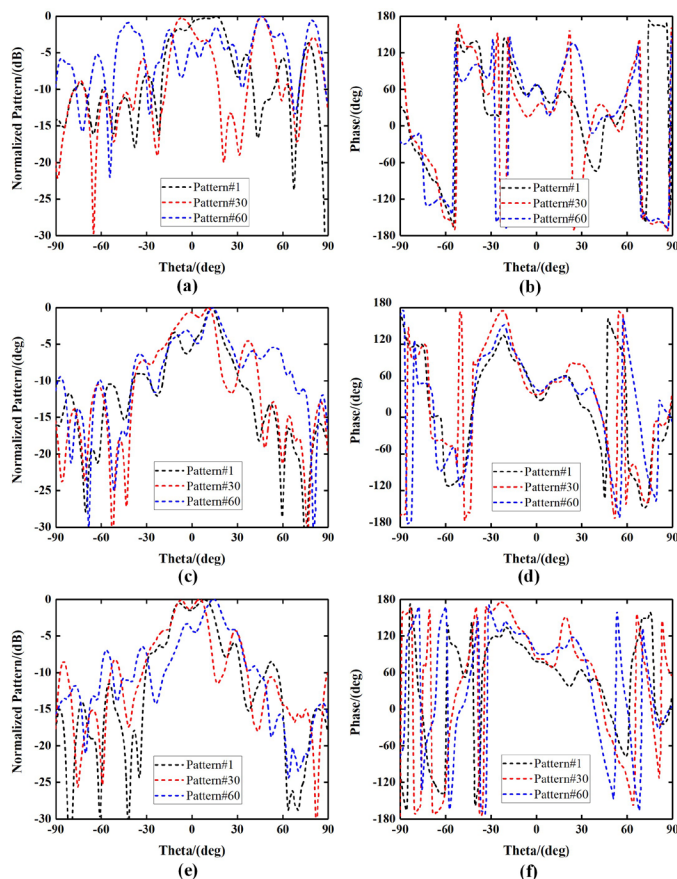 Normalized Pattern/(dB)
0
-5
-10
-15
-20
-25
-30
Pattern#1
Pattern#30
Pattern#60
-90 -60 -30 0 30 60 90
Theta/(deg)
(a)
Phase/(deg)
180
120
60
0
-60
-120
-180
Pattern#1
Pattern#30
Pattern#60
-90 -60 -30 0 30 60 90
Theta/(deg)
(b)
Normalized Pattern/(deg)
0
-5
-10
-15
-20
-25
-30
Pattern#1
Pattern#30
Pattern#60
-90 -60 -30 0 30 60 90
Theta/(deg)
(c)
Phase/(deg)
180
120
60
0
-60
-120
-180
Pattern#1
Pattern#30
Pattern#60
-90 -60 -30 0 30 60 90
Theta/(deg)
(d)
Normalized Pattern/(dB)
0
-5
-10
-15
-20
-25
-30
Pattern#1
Pattern#30
Pattern#60
-90 -60 -30 0 30 60 90
Theta/(deg)
(e)
Phase/(deg)
180
120
60
0
-60
-120
-180
Pattern#1
Pattern#30
Pattern#60
-90 -60 -30 0 30 60 90
Theta/(deg)
(f)